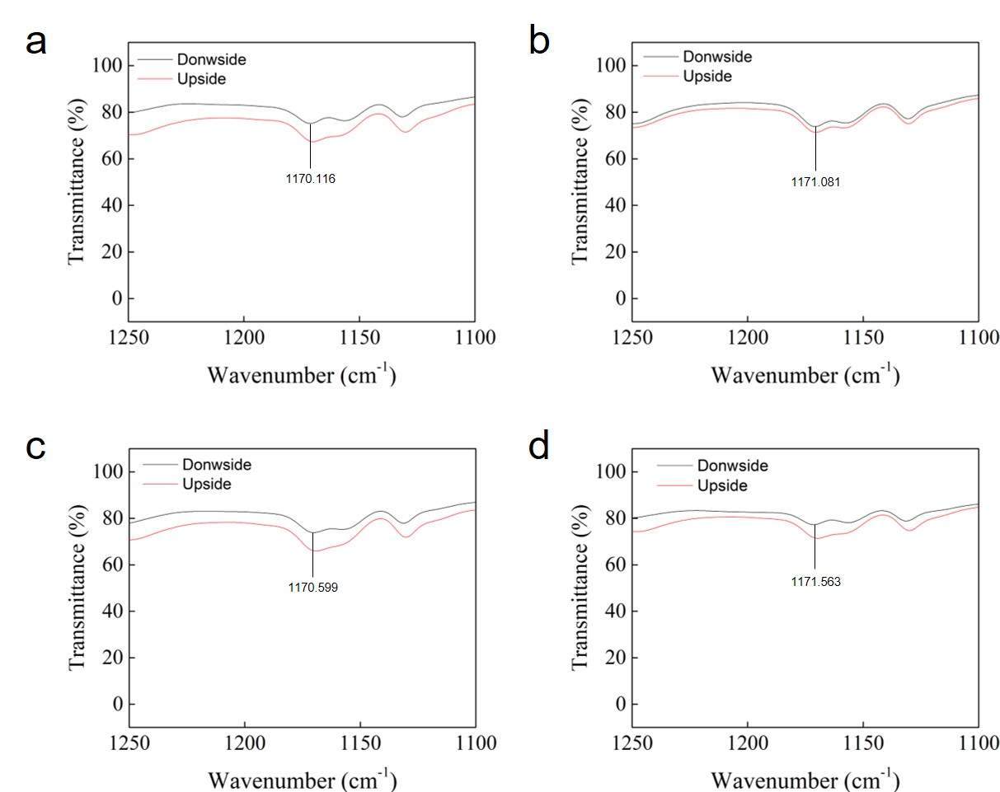 a
Donwside
Upside
100
80
60
40
20
0
Transmittance (%)
1170.116
1250 1200 1150 1100
Wavenumber (cm-1)
b
Donwside
Upside
100
80
60
40
20
0
Transmittance (%)
1171.081
1250 1200 1150 1100
Wavenumber (cm-1)
c
Donwside
Upside
100
80
60
40
20
0
Transmittance (%)
1170.599
1250 1200 1150 1100
Wavenumber (cm-1)
d
Donwside
Upside
100
80
60
40
20
0
Transmittance (%)
1171.563
1250 1200 1150 1100
Wavenumber (cm-1)